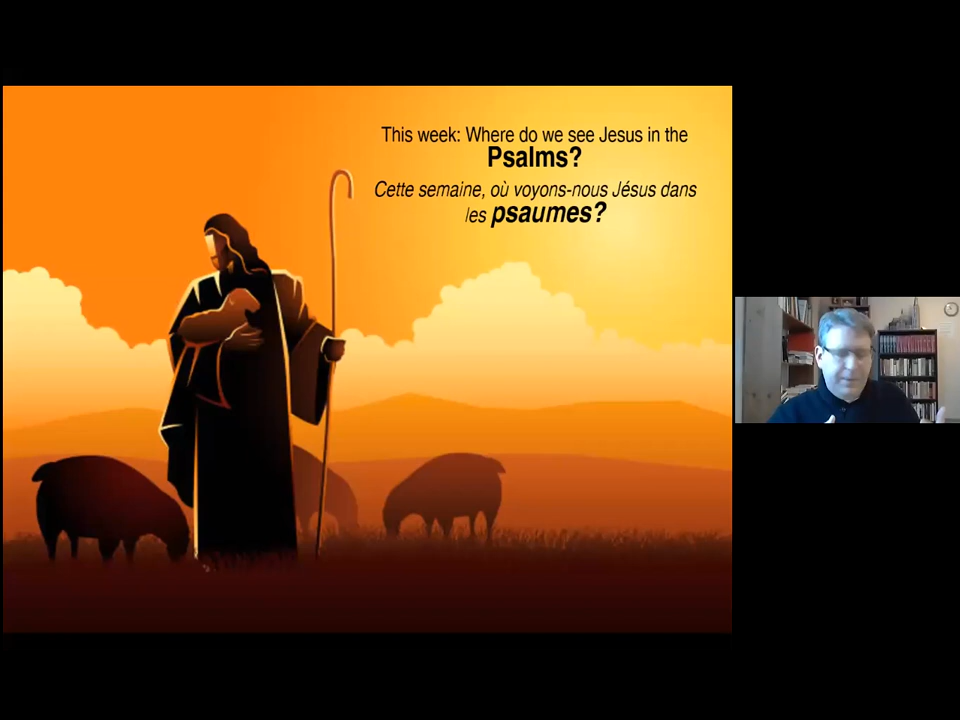 This week: Where do we see Jesus in the
Psalms?
Cette semaine, où voyons-nous Jésus dans
les psaumes?